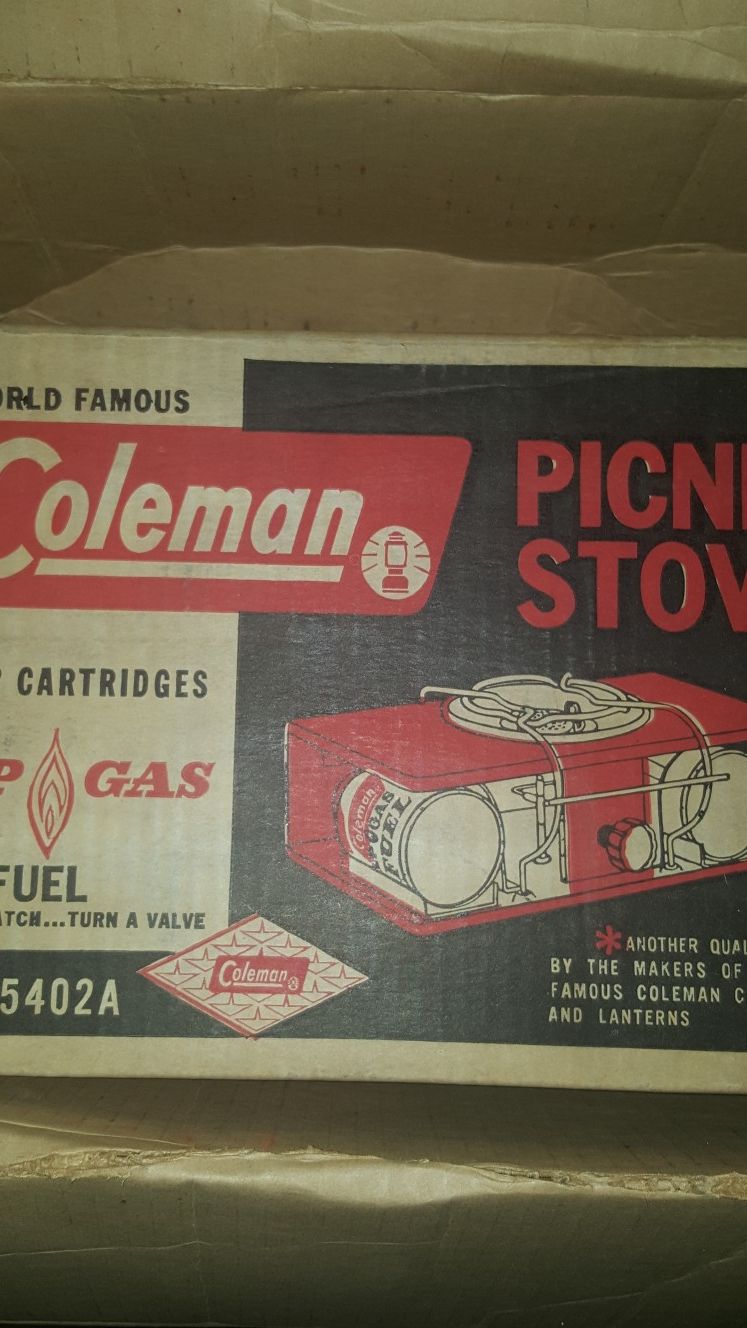 ORLD FAMOUS
Coleman
PICNI
STOV
CARTRIDGES
P GAS
FUEL
ATCH...TURN A VALVE
5402A
Coleman
Coleman
FUEL
*ANOTHER QUAL
BY THE MAKERS OF
FAMOUS COLEMAN C
AND LANTERNS